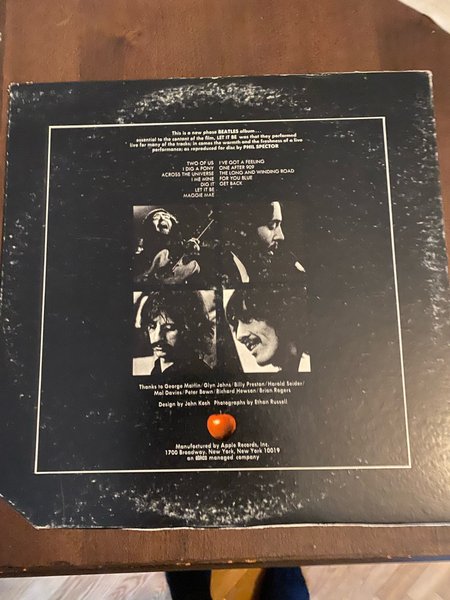 This is a new phase BEATLES album...
essential to the content of the film, LET IT BE was that they performed
live for many of the tracks; in comes the warmth and the freshness of a live
performance; as reproduced for disc by PHIL SPECTOR
TWO OF US
I DIG A PONY
ACROSS THE UNIVERSE
I ME MINE
DIG IT
LET IT BE
MAGGIE MAE
I'VE GOT A FEELING
ONE AFTER 909
THE LONG AND WINDING ROAD
FOR YOU BLUE
GET BACK
Thanks to George Martin/Glyn Johns/Billy Preston/Harold Seider/
Mal Davies/Peter Bown/Richard Hewson/Brian Rogers
Design by John Kosh Photographs by Ethan Russell
Manufactured by Apple Records, Inc.
1700 Broadway, New York, New York 10019
an abkco managed company